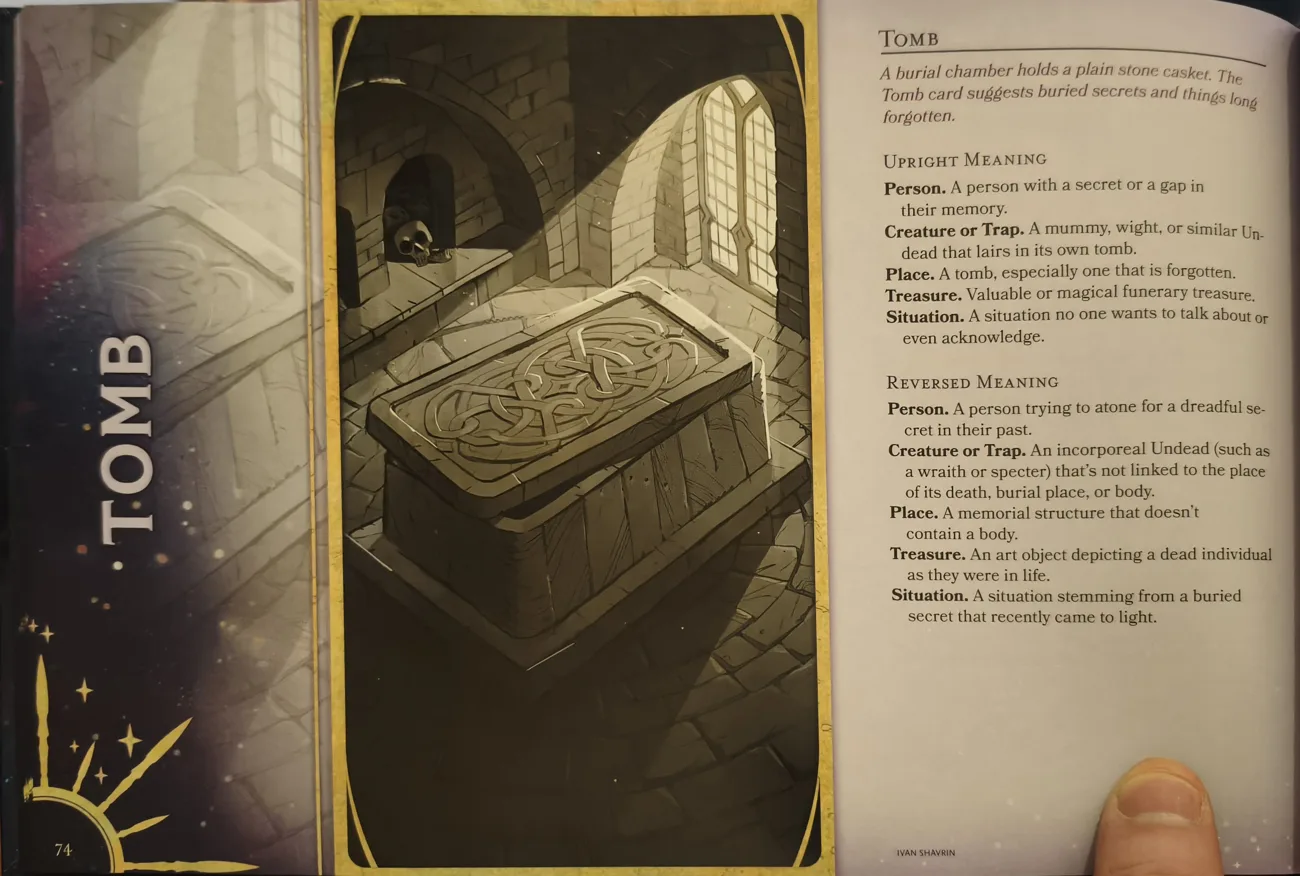 TOMB
74
TOMB
A burial chamber holds a plain stone casket. The
Tomb card suggests buried secrets and things long
forgotten.
UPRIGHT MEANING
Person. A person with a secret or a gap in
their memory.
Creature or Trap. A mummy, wight, or similar Un-
dead that lairs in its own tomb.
Place. A tomb, especially one that is forgotten.
Treasure. Valuable or magical funerary treasure.
Situation. A situation no one wants to talk about or
even acknowledge.
REVERSED MEANING
Person. A person trying to atone for a dreadful se-
cret in their past.
Creature or Trap. An incorporeal Undead (such as
a wraith or specter) that's not linked to the place
of its death, burial place, or body.
Place. A memorial structure that doesn't
contain a body.
Treasure. An art object depicting a dead individual
as they were in life.
Situation. A situation stemming from a buried
secret that recently came to light.
IVAN SHAVRIN